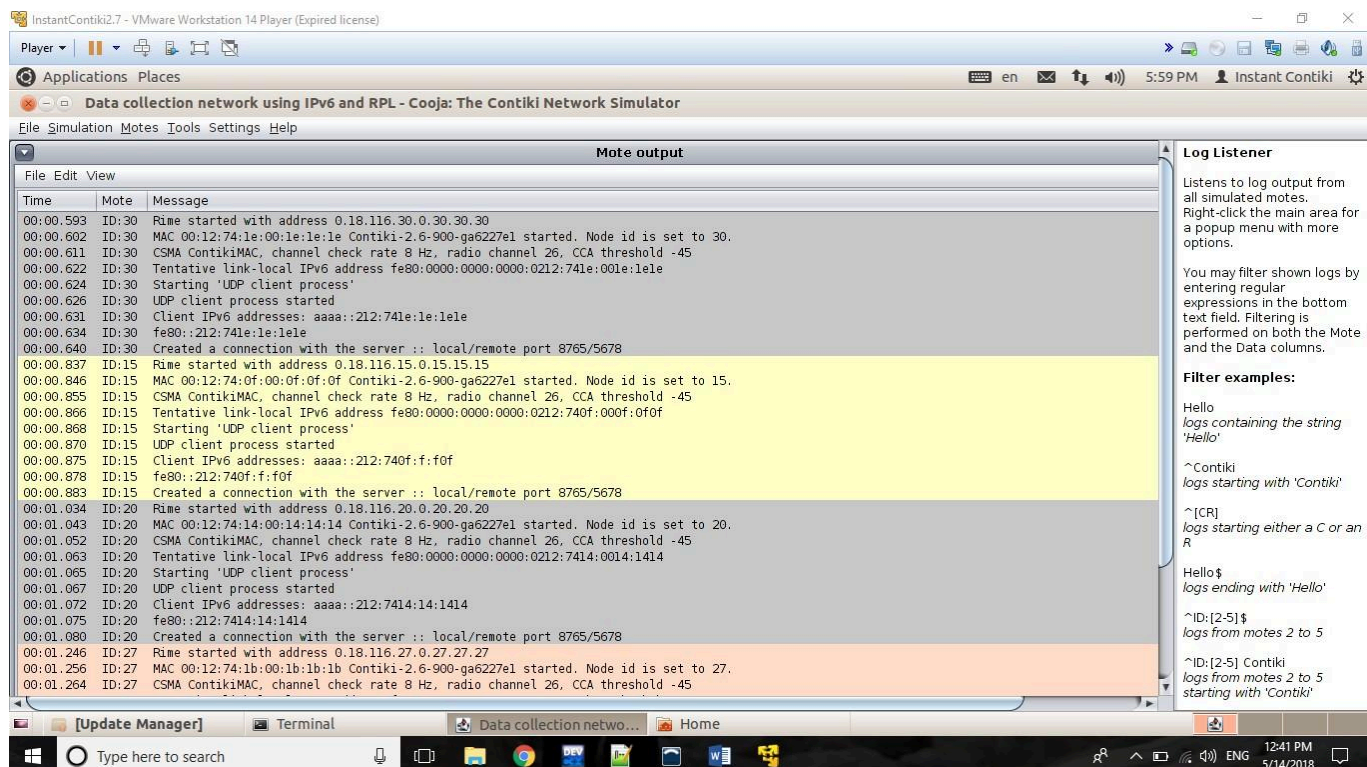 InstantContiki2.7 - VMware Workstation 14 Player (Expired license)
Player
Applications Places
en 5:59 PM Instant Contiki
Data collection network using IPv6 and RPL - Cooja: The Contiki Network Simulator
File Simulation Motes Tools Settings Help
Mote output
File Edit View
Time Mote Message
00:00.593 ID:30 Rime started with address 0.18.116.30.0.30.30.30
00:00.602 ID:30 MAC 00:12:74:1e:00:1e:1e:1e Contiki-2.6-900-ga6227e1 started. Node id is set to 30.
00:00.611 ID:30 CSMA ContikiMAC, channel check rate 8 Hz, radio channel 26, CCA threshold -45
00:00.622 ID:30 Tentative link-local IPv6 address fe80:0000:0000:0000:0212:741e:001e:1e1e
00:00.624 ID:30 Starting 'UDP client process'
00:00.626 ID:30 UDP client process started
00:00.631 ID:30 Client IPv6 addresses: aaaa::212:741e:1e:1e1e
00:00.634 ID:30 fe80::212:741e:1e:1e1e
00:00.640 ID:30 Created a connection with the server :: local/remote port 8765/5678
00:00.837 ID:15 Rime started with address 0.18.116.15.0.15.15.15
00:00.846 ID:15 MAC 00:12:74:0f:00:0f:0f:0f Contiki-2.6-900-ga6227e1 started. Node id is set to 15.
00:00.855 ID:15 CSMA ContikiMAC, channel check rate 8 Hz, radio channel 26, CCA threshold -45
00:00.866 ID:15 Tentative link-local IPv6 address fe80:0000:0000:0000:0212:740f:000f:0f0f
00:00.868 ID:15 Starting 'UDP client process'
00:00.870 ID:15 UDP client process started
00:00.875 ID:15 Client IPv6 addresses: aaaa::212:740f:f:f0f
00:00.878 ID:15 fe80::212:740f:f:f0f
00:00.883 ID:15 Created a connection with the server :: local/remote port 8765/5678
00:01.034 ID:20 Rime started with address 0.18.116.20.0.20.20.20
00:01.043 ID:20 MAC 00:12:74:14:00:14:14:14 Contiki-2.6-900-ga6227e1 started. Node id is set to 20.
00:01.052 ID:20 CSMA ContikiMAC, channel check rate 8 Hz, radio channel 26, CCA threshold -45
00:01.063 ID:20 Tentative link-local IPv6 address fe80:0000:0000:0000:0212:7414:0014:1414
00:01.065 ID:20 Starting 'UDP client process'
00:01.067 ID:20 UDP client process started
00:01.072 ID:20 Client IPv6 addresses: aaaa::212:7414:14:1414
00:01.075 ID:20 fe80::212:7414:14:1414
00:01.080 ID:20 Created a connection with the server :: local/remote port 8765/5678
00:01.246 ID:27 Rime started with address 0.18.116.27.0.27.27.27
00:01.256 ID:27 MAC 00:12:74:1b:00:1b:1b:1b Contiki-2.6-900-ga6227e1 started. Node id is set to 27.
00:01.264 ID:27 CSMA ContikiMAC, channel check rate 8 Hz, radio channel 26, CCA threshold -45
Log Listener
Listens to log output from
all simulated motes.
Right-click the main area for
a popup menu with more
options.
You may filter shown logs by
entering regular
expressions in the bottom
text field. Filtering is
performed on both the Mote
and the Data columns.
Filter examples:
Hello
logs containing the string
'Hello'
^Contiki
logs starting with 'Contiki'
^[CR]
logs starting either a C or an
R
Hello$
logs ending with 'Hello'
^ID:[2-5]$
logs from motes 2 to 5
^ID:[2-5] Contiki
logs from motes 2 to 5
starting with 'Contiki'
[Update Manager] Terminal Data collection netwo... Home
Type here to search
DEV
ENG
12:41 PM
5/14/2018